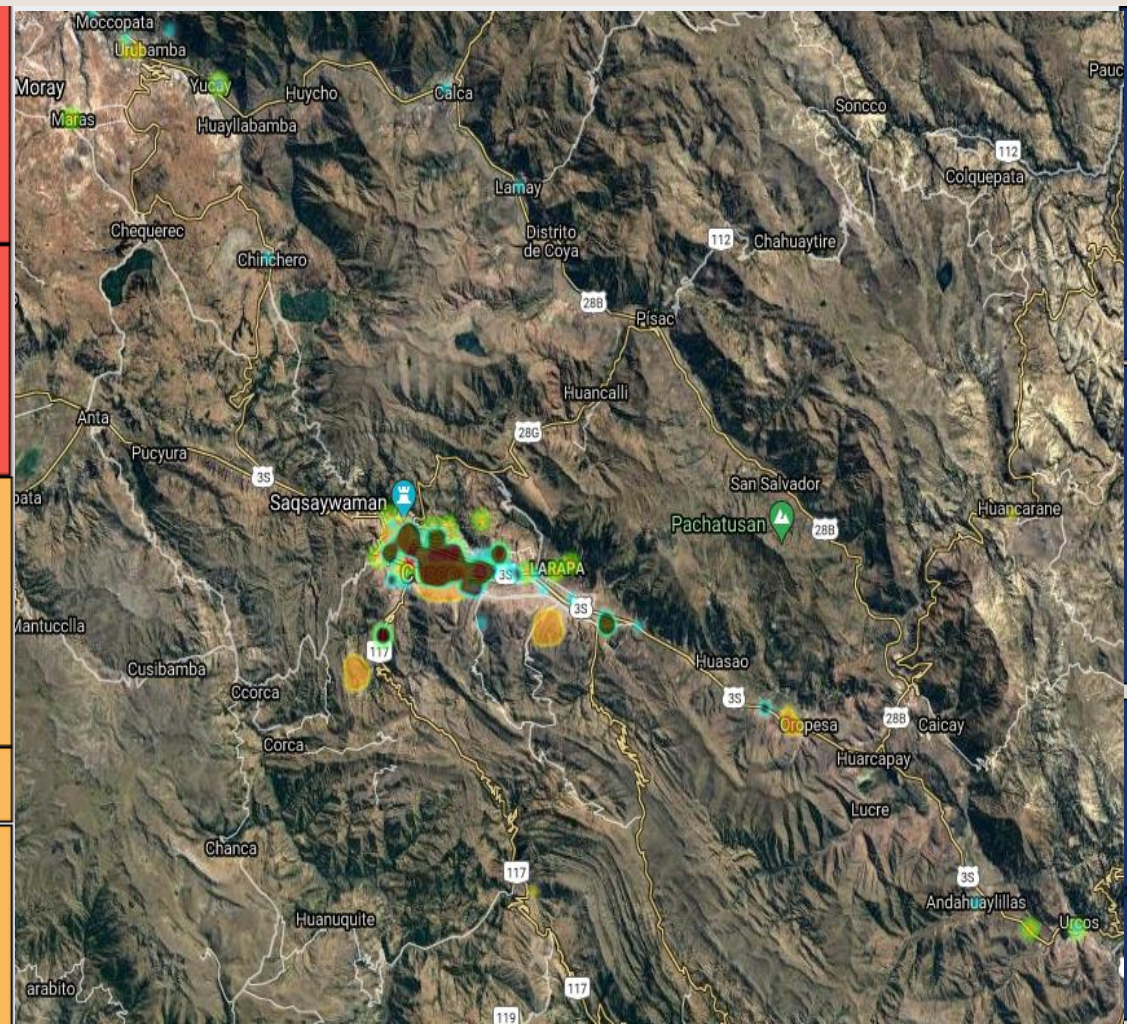 Moccopata
Urubamba
Moray
Yucay
Huycho
Calca
Maras
Huayllabamba
Soncco
Pauc
112
Colquepata
Lamay
Chequerec
Distrito
de Coya
112
Chahuaytire
Chinchero
28B
Písac
Huancalli
Anta
28G
Pucyura
3S
pata
Saqsaywaman
San Salvador
Pachatusan
28B
Huancarane
3S
LARAPA
3S
Mantucclla
117
Cusibamba
Ccorca
Huasao
3S
Oropesa
28B
Caicay
Corca
Huarcapay
Lucre
Chanca
117
3S
Andahuaylillas
Urcos
Huanuquite
arabito
117
119